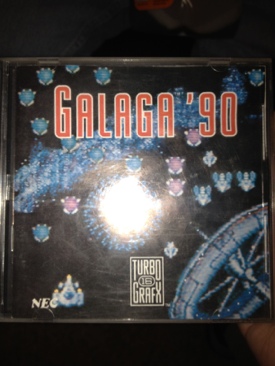 GALAGA '90
TURBO
16
GRAFX
NEC